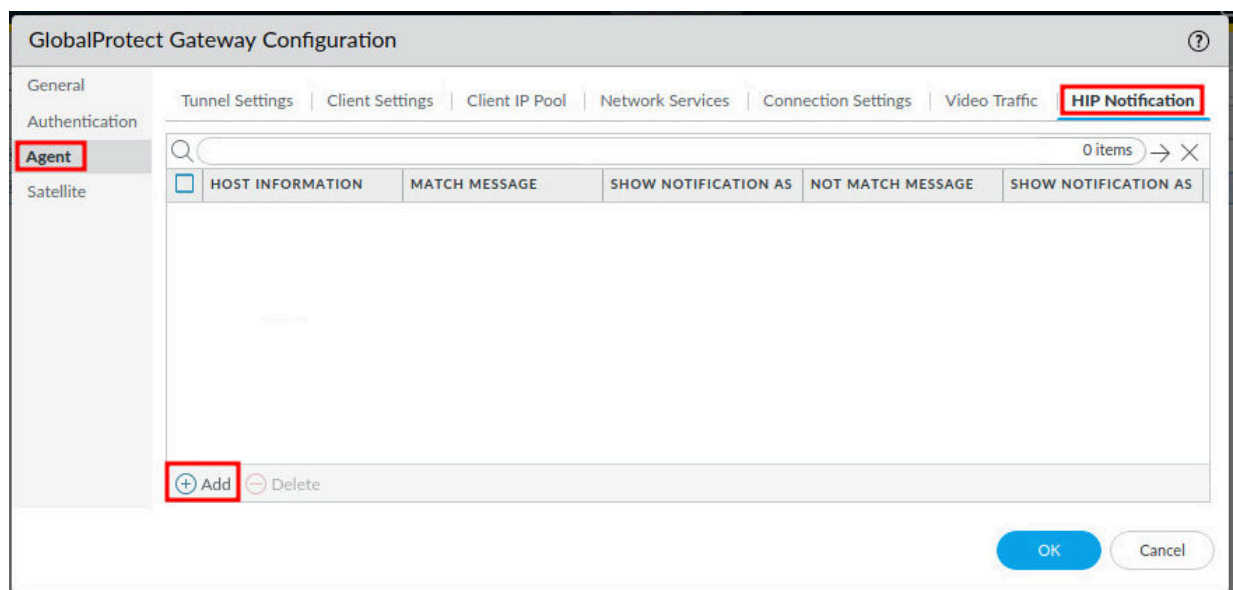 GlobalProtect Gateway Configuration
General
Authentication
Agent
Satellite
Tunnel Settings | Client Settings | Client IP Pool | Network Services | Connection Settings | Video Traffic | HIP Notification
0 items
HOST INFORMATION MATCH MESSAGE SHOW NOTIFICATION AS NOT MATCH MESSAGE SHOW NOTIFICATION AS
Add Delete
OK Cancel